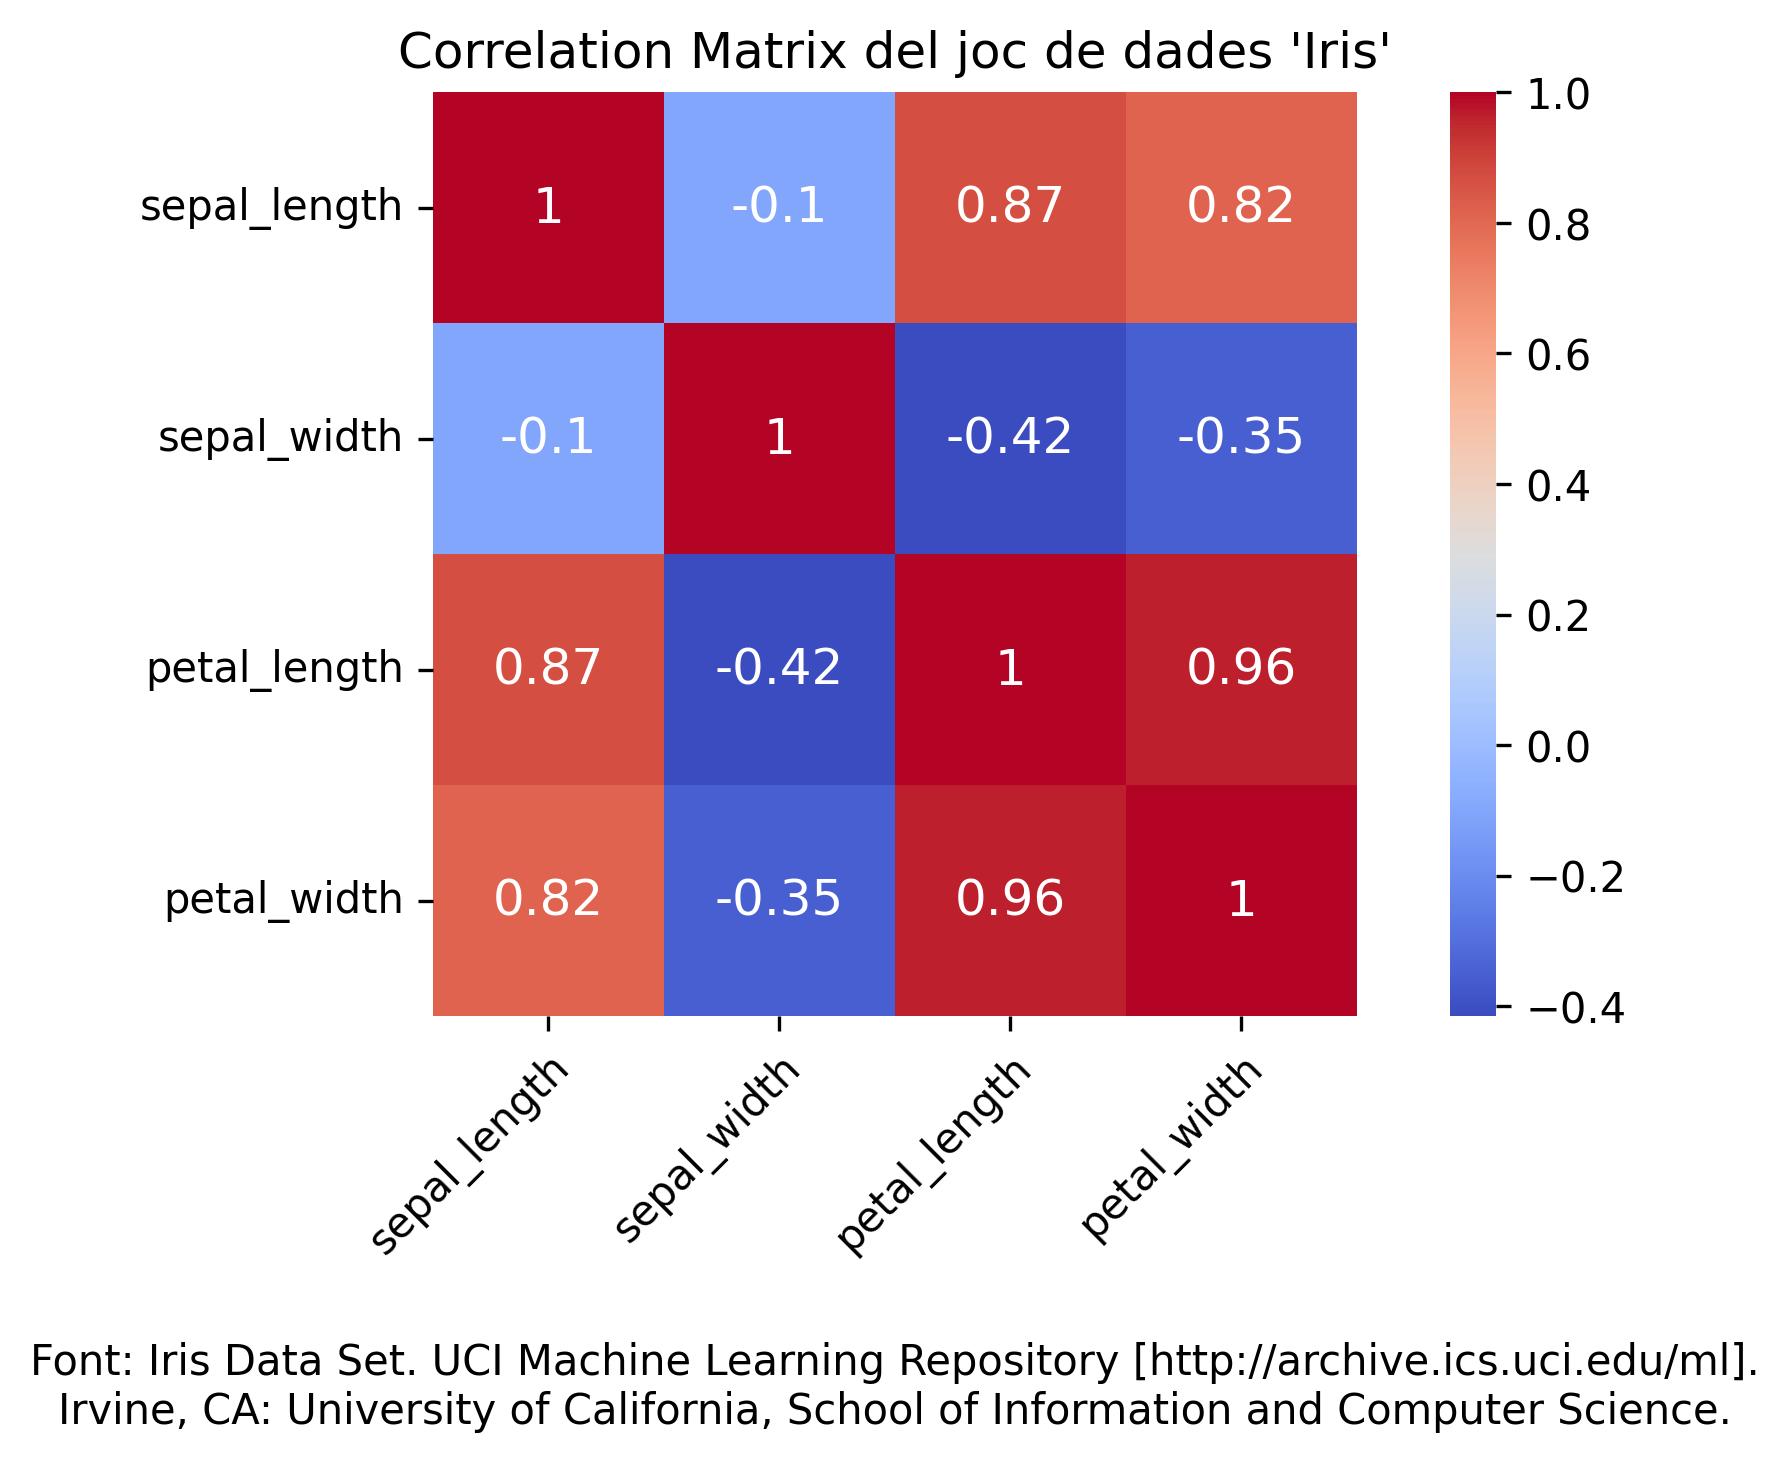 Correlation Matrix del joc de dades 'Iris'
sepal_length 1 -0.1 0.87 0.82
sepal_width -0.1 1 -0.42 -0.35
petal_length 0.87 -0.42 1 0.96
petal_width 0.82 -0.35 0.96 1
sepal_length sepal_width petal_length petal_width
1.0
0.8
0.6
0.4
0.2
0.0
−0.2
−0.4
Font: Iris Data Set. UCI Machine Learning Repository [http://archive.ics.uci.edu/ml].
Irvine, CA: University of California, School of Information and Computer Science.